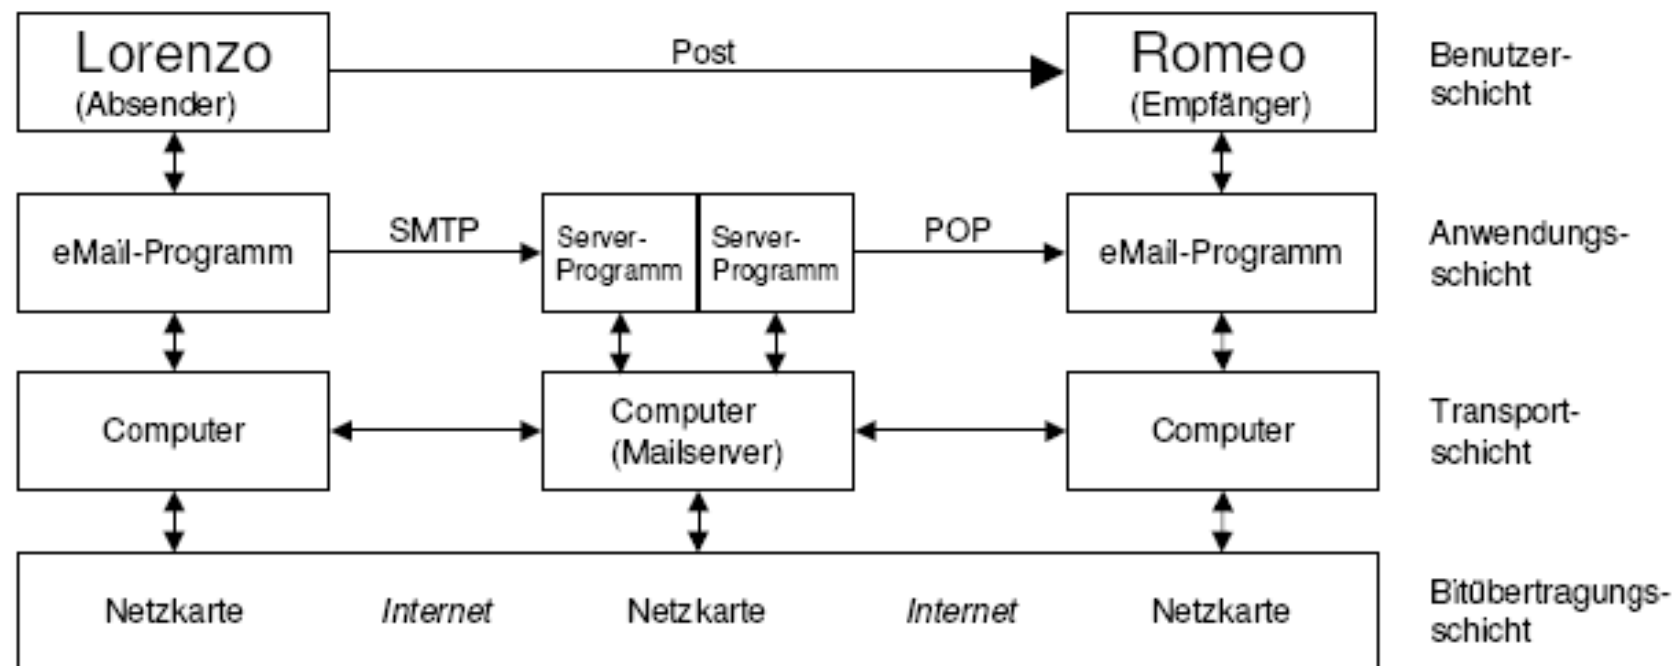 Lorenzo
(Absender)
Post
Romeo
(Empfänger)
Benutzer-
schicht
eMail-Programm
SMTP
Server-
Programm
Server-
Programm
POP
eMail-Programm
Anwendungs-
schicht
Computer
Computer
(Mailserver)
Computer
Transport-
schicht
Netzkarte
Internet
Netzkarte
Internet
Netzkarte
Bitübertragungs-
schicht